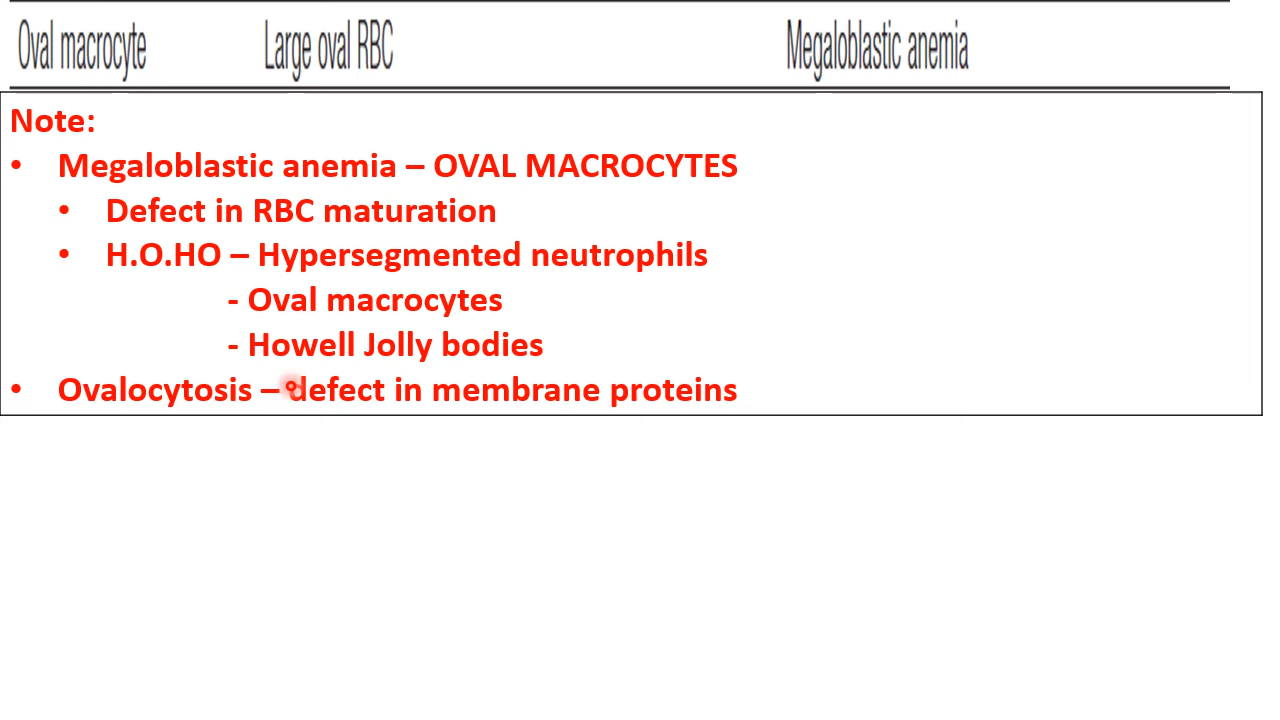 Oval macrocyte Large oval RBC Megaloblastic anemia
Note:
• Megaloblastic anemia – OVAL MACROCYTES
• Defect in RBC maturation
• H.O.HO – Hypersegmented neutrophils
- Oval macrocytes
- Howell Jolly bodies
• Ovalocytosis – defect in membrane proteins